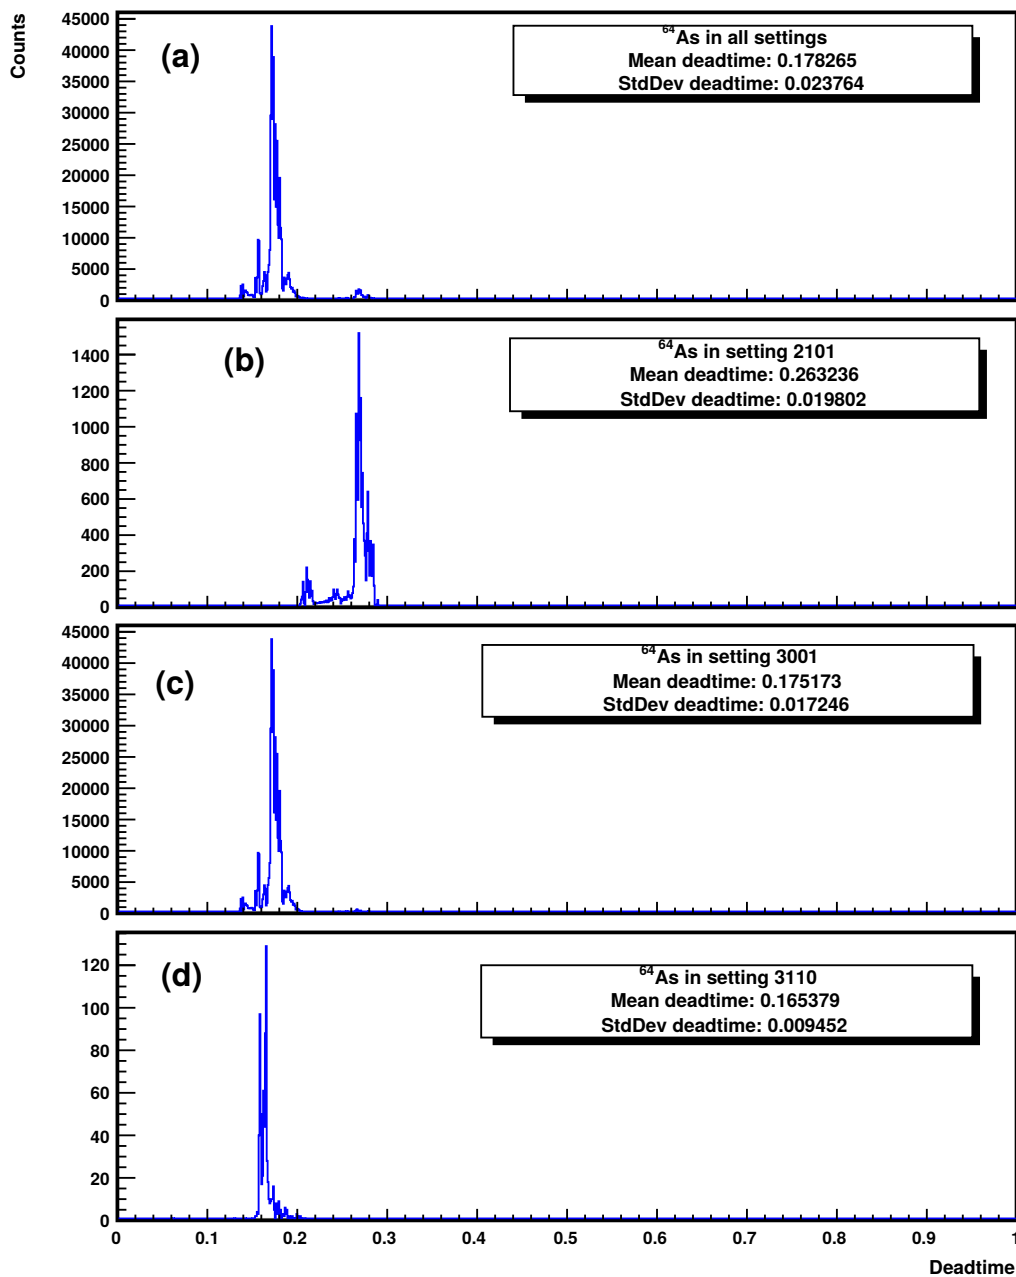 Counts
45000
40000
35000
30000
25000
20000
15000
10000
5000
0
(a)
64As in all settings
Mean deadtime: 0.178265
StdDev deadtime: 0.023764
1400
1200
1000
800
600
400
200
0
(b)
64As in setting 2101
Mean deadtime: 0.263236
StdDev deadtime: 0.019802
45000
40000
35000
30000
25000
20000
15000
10000
5000
0
(c)
64As in setting 3001
Mean deadtime: 0.175173
StdDev deadtime: 0.017246
120
100
80
60
40
20
0
(d)
64As in setting 3110
Mean deadtime: 0.165379
StdDev deadtime: 0.009452
0 0.1 0.2 0.3 0.4 0.5 0.6 0.7 0.8 0.9 1
Deadtime